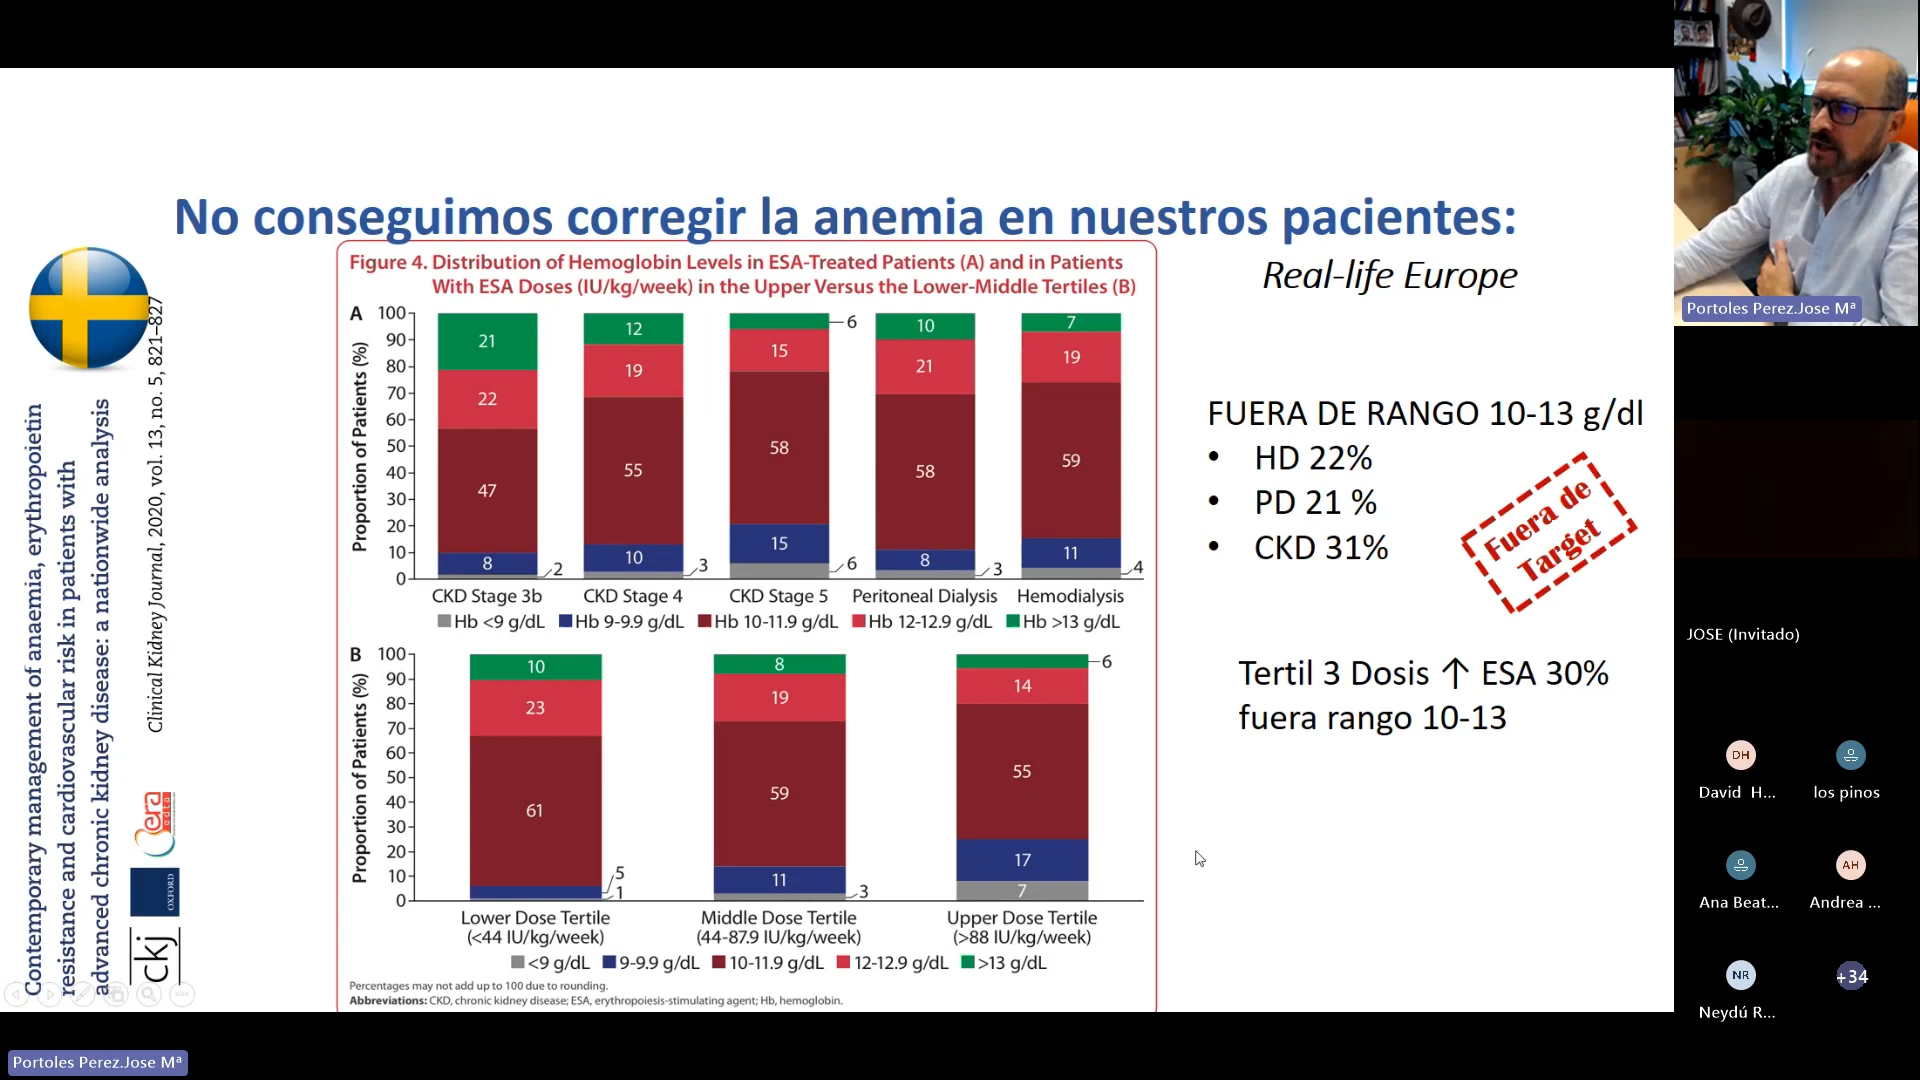 No conseguimos corregir la anemia en nuestros pacientes:
Real-life Europe
Contemporary management of anaemia, erythropoietin
resistance and cardiovascular risk in patients with
advanced chronic kidney disease: a nationwide analysis
Clinical Kidney Journal, 2020, vol. 13, no. 5, 821–827
era
edta
OXFORD
ckj
Figure 4. Distribution of Hemoglobin Levels in ESA-Treated Patients (A) and in Patients
With ESA Doses (IU/kg/week) in the Upper Versus the Lower-Middle Tertiles (B)
A
Proportion of Patients (%)
100
90
80
70
60
50
40
30
20
10
0
21
22
47
8
2
12
19
55
10
3
6
15
58
15
6
10
21
58
8
3
7
19
59
11
4
CKD Stage 3b
CKD Stage 4
CKD Stage 5
Peritoneal Dialysis
Hemodialysis
Hb <9 g/dL Hb 9-9.9 g/dL Hb 10-11.9 g/dL Hb 12-12.9 g/dL Hb >13 g/dL
B
Proportion of Patients (%)
100
90
80
70
60
50
40
30
20
10
0
10
23
61
5
1
8
19
59
11
3
6
14
55
17
7
Lower Dose Tertile
(<44 IU/kg/week)
Middle Dose Tertile
(44-87.9 IU/kg/week)
Upper Dose Tertile
(>88 IU/kg/week)
<9 g/dL 9-9.9 g/dL 10-11.9 g/dL 12-12.9 g/dL >13 g/dL
Percentages may not add up to 100 due to rounding.
Abbreviations: CKD, chronic kidney disease; ESA, erythropoiesis-stimulating agent; Hb, hemoglobin.
FUERA DE RANGO 10-13 g/dl
• HD 22%
• PD 21 %
• CKD 31%
Fuera de
Target
Tertil 3 Dosis ↑ ESA 30%
fuera rango 10-13
Portoles Perez.Jose Mª
JOSE (Invitado)
DH
David H...
los pinos
Ana Beat...
AH
Andrea ...
NR
Neydú R...
+34
Portoles Perez.Jose Mª